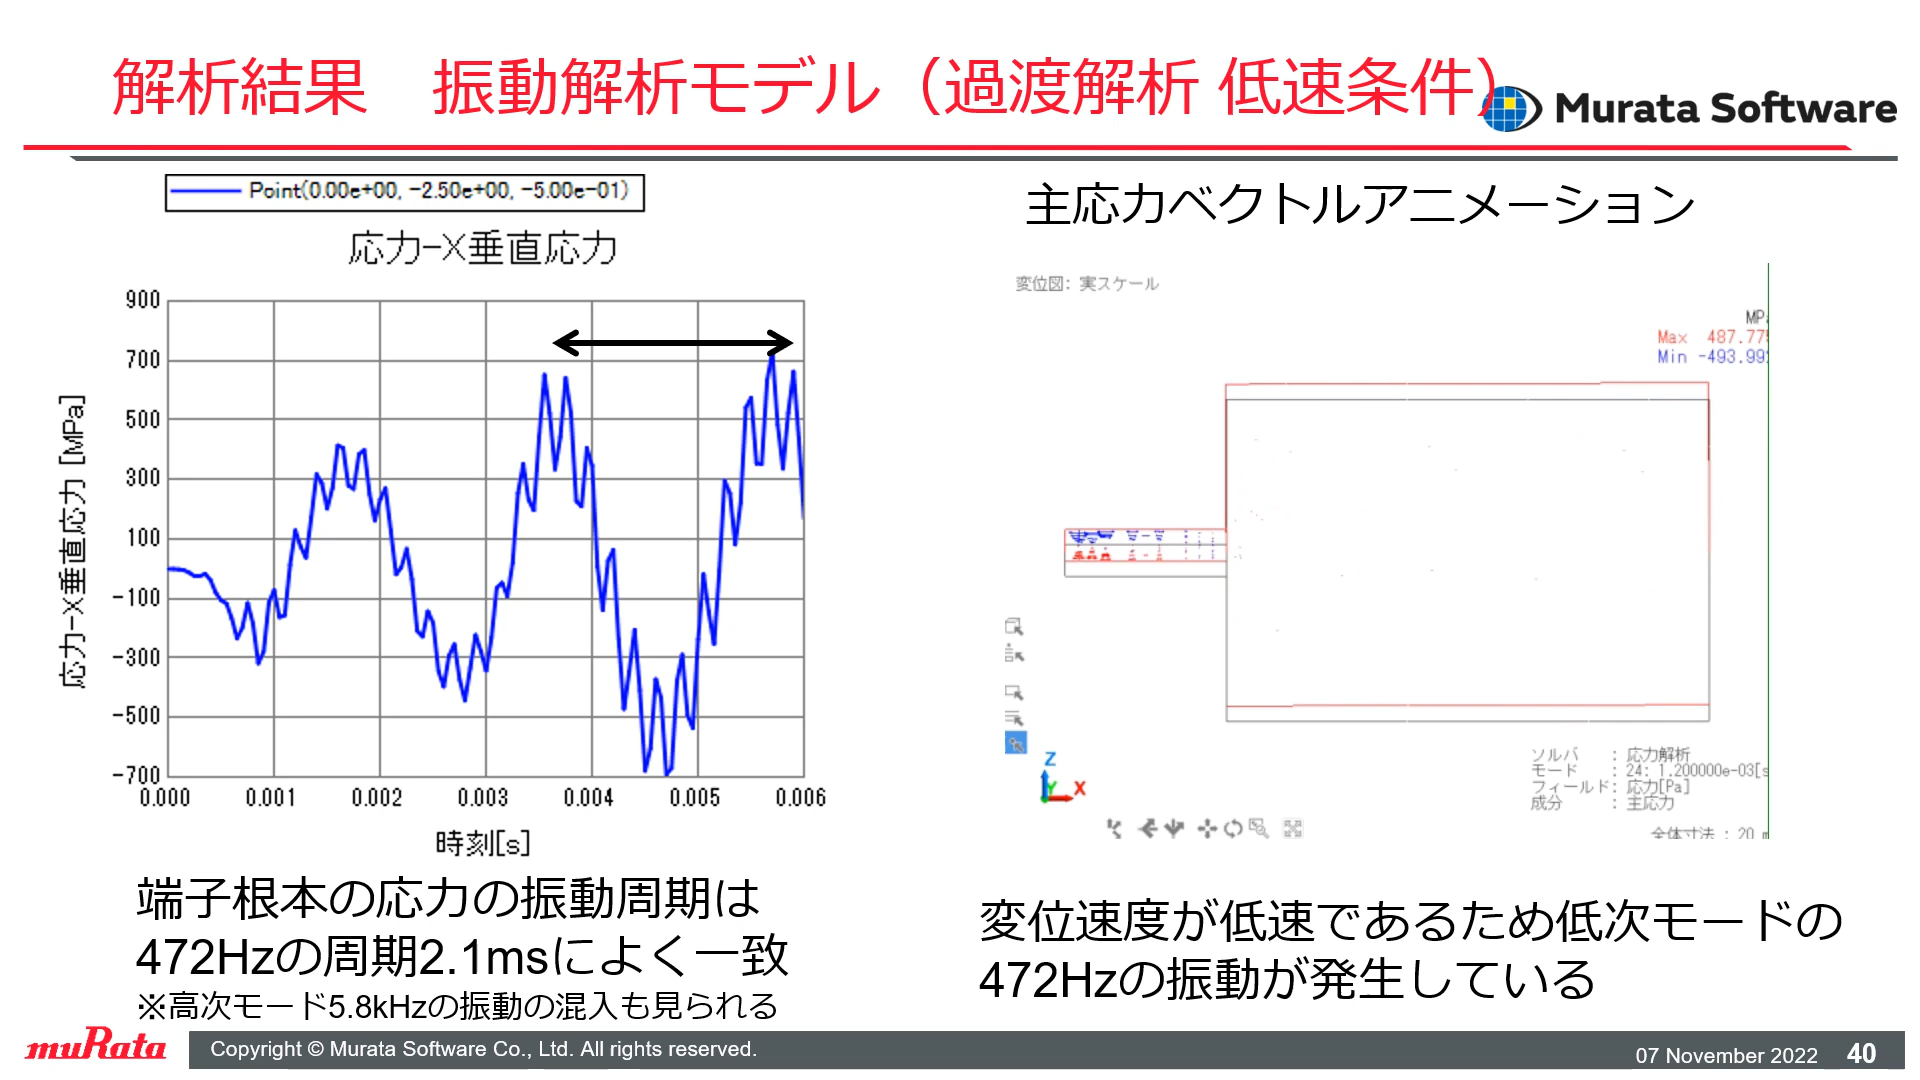 解析結果　振動解析モデル（過渡解析 低速条件）
Murata Software
Point(0.00e+00, -2.50e+00, -5.00e-01)
応力-X垂直応力
900
700
500
300
100
-100
-300
-500
-700
応力-X垂直応力 [MPa]
0.000 0.001 0.002 0.003 0.004 0.005 0.006
時刻[s]
端子根本の応力の振動周期は
472Hzの周期2.1msによく一致
※高次モード5.8kHzの振動の混入も見られる
主応力ベクトルアニメーション
変位図: 実スケール
MPa
Max 487.775
Min -493.99
Z
Y
X
ソルバ : 応力解析
モード : 24: 1.200000e-03[s
フィールド: 応力[Pa]
成分 : 主応力
全体寸法 : 20 m
変位速度が低速であるため低次モードの
472Hzの振動が発生している
muRata
Copyright © Murata Software Co., Ltd. All rights reserved.
07 November 2022
40